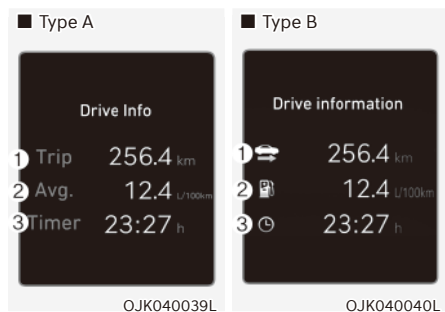 ■ Type A
Drive Info
1 Trip 256.4 km
2 Avg. 12.4 L/100km
3 Timer 23:27 h
OJK040039L
■ Type B
Drive information
1 256.4 km
2 12.4 L/100km
3 23:27 h
OJK040040L